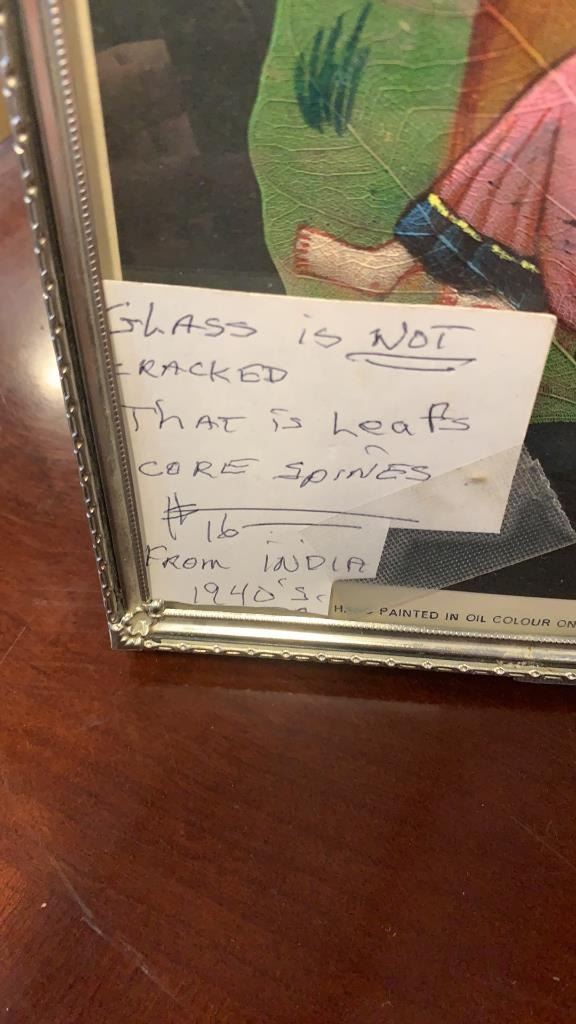 GLASS is NOT
CRACKED
THAT is Leafs
CORE SPINES
$16
FROM INDIA
1940's
PAINTED IN OIL COLOUR ON